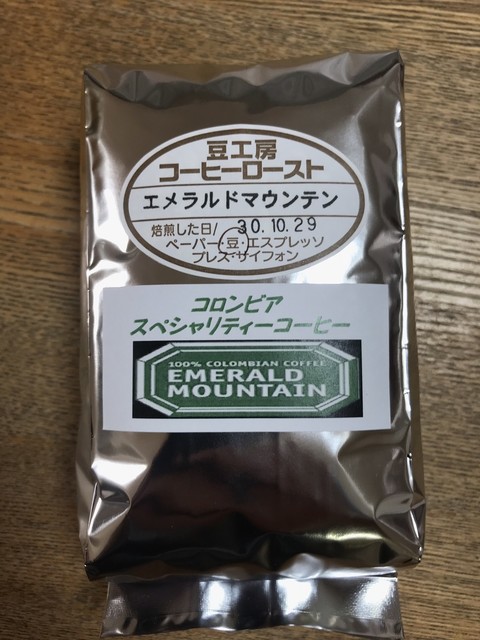 豆工房
コーヒーロースト
エメラルドマウンテン
焙煎した日/ 30.10.29
ペーパー・豆・エスプレッソ
プレス・サイフォン
コロンビア
スペシャリティーコーヒー
100% COLOMBIAN COFFEE
EMERALD
MOUNTAIN